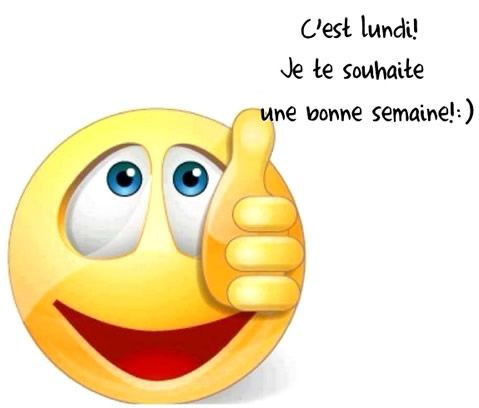 C'est lundi!
Je te souhaite
une bonne semaine!:)